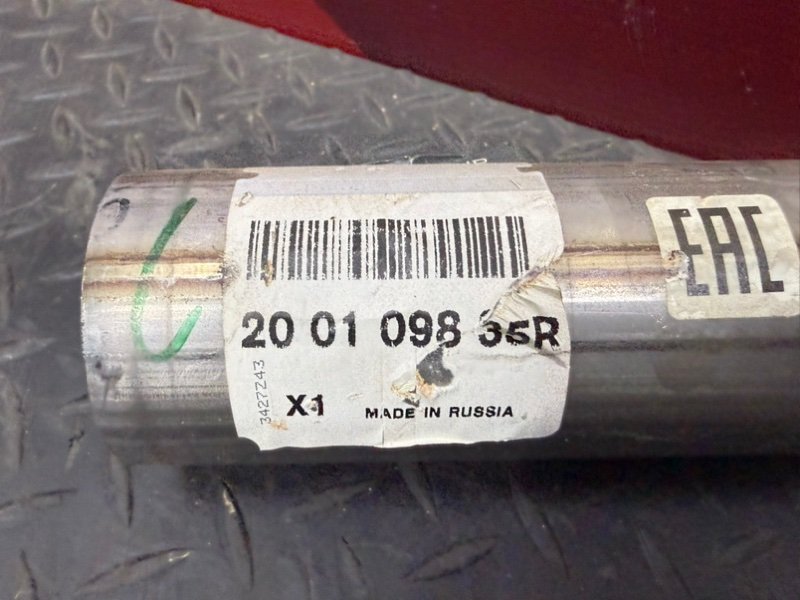 20 01 098 35R
3427243
X1 MADE IN RUSSIA
EAC